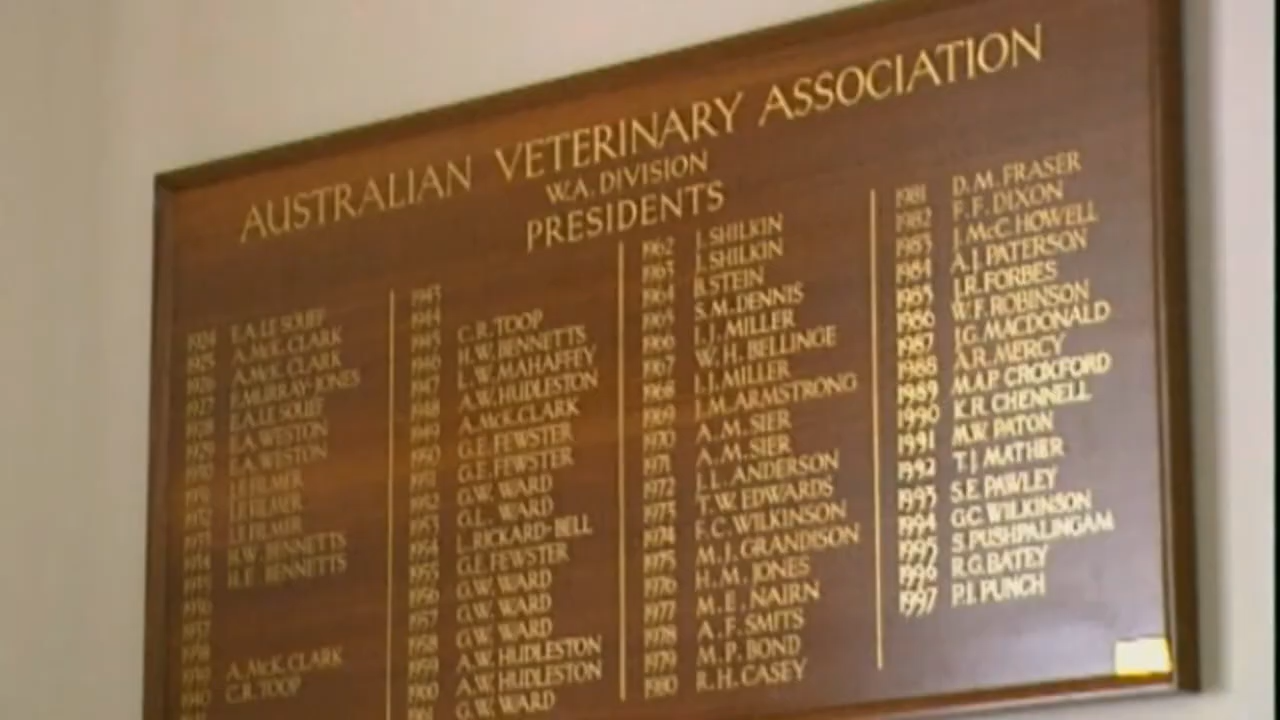 AUSTRALIAN VETERINARY ASSOCIATION
W.A. DIVISION
PRESIDENTS
1924 E.A. LE SOUEF
1925 A.McK. CLARK
1926 A.McK. CLARK
1927 F. MURRAY-JONES
1928 E.A. LE SOUEF
1929 E.A. WESTON
1930 E.A. WESTON
1931 J.F. FILMER
1932 J.F. FILMER
1933 J.F. FILMER
1934 H.W. BENNETTS
1935 H.E. BENNETTS
1936
1937
1938
1939 A. McK. CLARK
1940 C.R. TOOP
1943
1944
1945 C.R. TOOP
1946 H.W. BENNETTS
1947 L.W. MAHAFFEY
1948 A.W. HUDLESTON
1949 A.McK. CLARK
1950 G.E. FEWSTER
1951 G.E. FEWSTER
1952 G.W. WARD
1953 G.L. WARD
1954 L. RICKARD-BELL
1955 G.E. FEWSTER
1956 G.W. WARD
1957 G.W. WARD
1958 G.W. WARD
1959 A.W. HUDLESTON
1960 A.W. HUDLESTON
1961 G.W. WARD
1962 J. SHILKIN
1963 J. SHILKIN
1964 B. STEIN
1965 S.M. DENNIS
1966 I.J. MILLER
1967 W.H. BELLINGE
1968 I.J. MILLER
1969 J.M. ARMSTRONG
1970 A.M. SIER
1971 A.M. SIER
1972 J.L. ANDERSON
1973 T.W. EDWARDS
1974 F.C. WILKINSON
1975 M.J. GRANDISON
1976 H.M. JONES
1977 M.E. NAIRN
1978 A.F. SMITS
1979 M.P. BOND
1980 R.H. CASEY
1981 D.M. FRASER
1982 F.F. DIXON
1983 J. McC. HOWELL
1984 A.J. PATERSON
1985 J.R. FORBES
1986 W.F. ROBINSON
1987 J.G. MACDONALD
1988 A.R. MERCY
1989 M.A.P CROXFORD
1990 K.R. CHENNELL
1991 M.W. PATON
1992 T.J. MATHER
1993 S.E. PAWLEY
1994 G.C. WILKINSON
1995 S. PUSHPALINGAM
1996 R.G. BATEY
1997 P.J. PUNCH